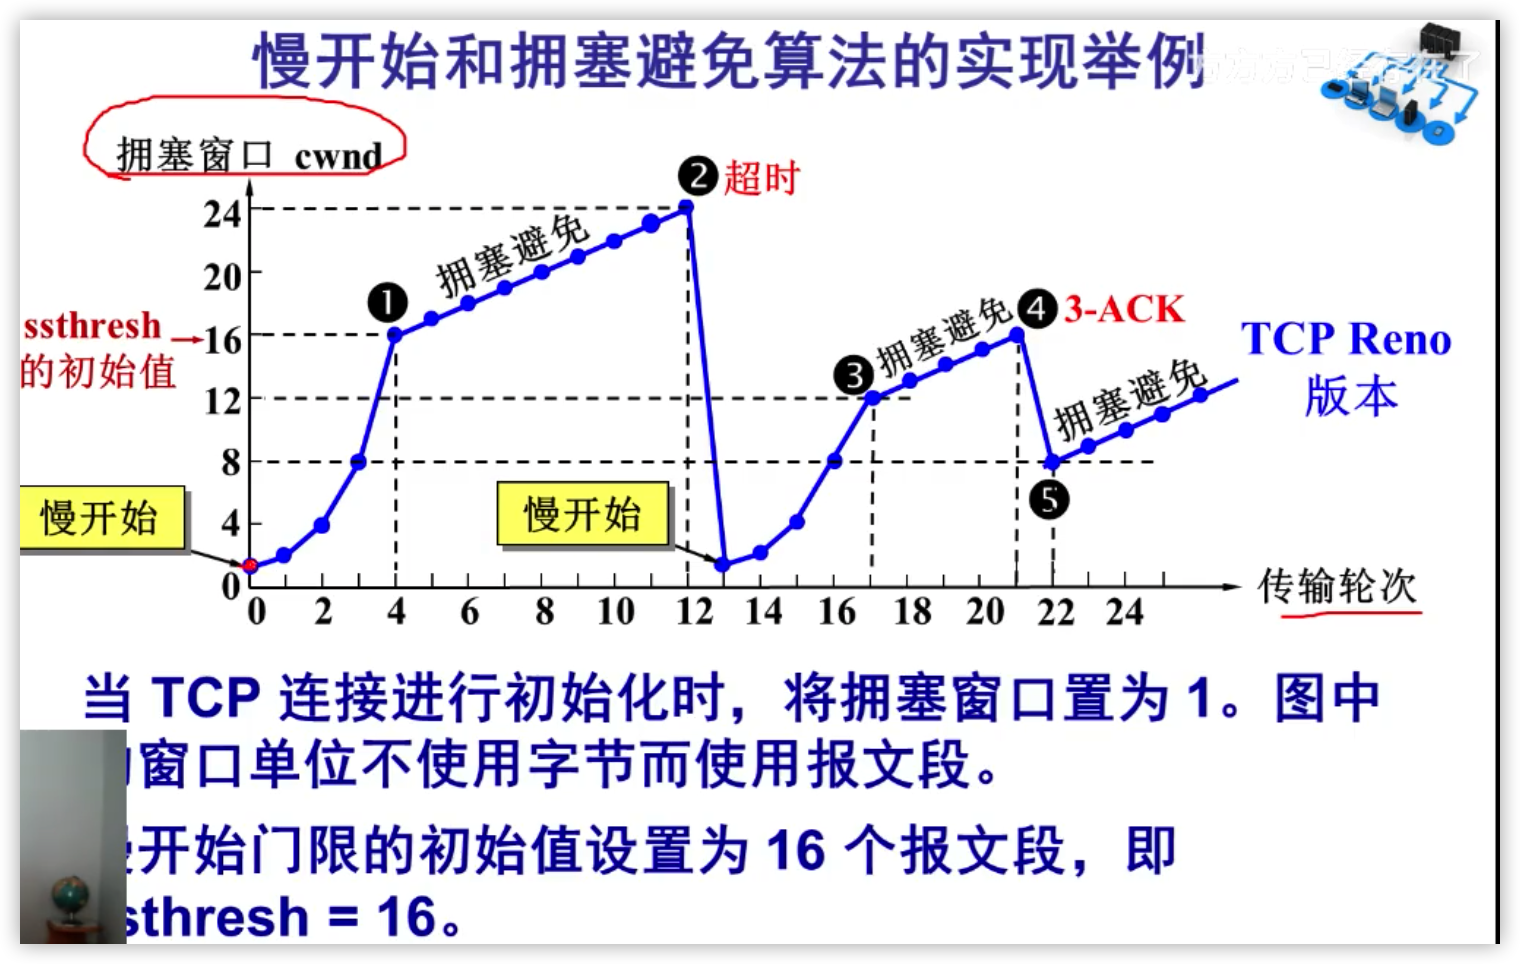 慢开始和拥塞避免算法的实现举例
拥塞窗口 cwnd
❷超时
24
拥塞避免
20
❶
❹ 3-ACK
拥塞避免
ssthresh
的初始值
16
TCP Reno
版本
❸
拥塞避免
12
8
慢开始
慢开始
❺
4
0
0 2 4 6 8 10 12 14 16 18 20 22 24
传输轮次
当 TCP 连接进行初始化时，将拥塞窗口置为 1。图中
窗口单位不使用字节而使用报文段。
开始门限的初始值设置为 16 个报文段，即
sthresh = 16。